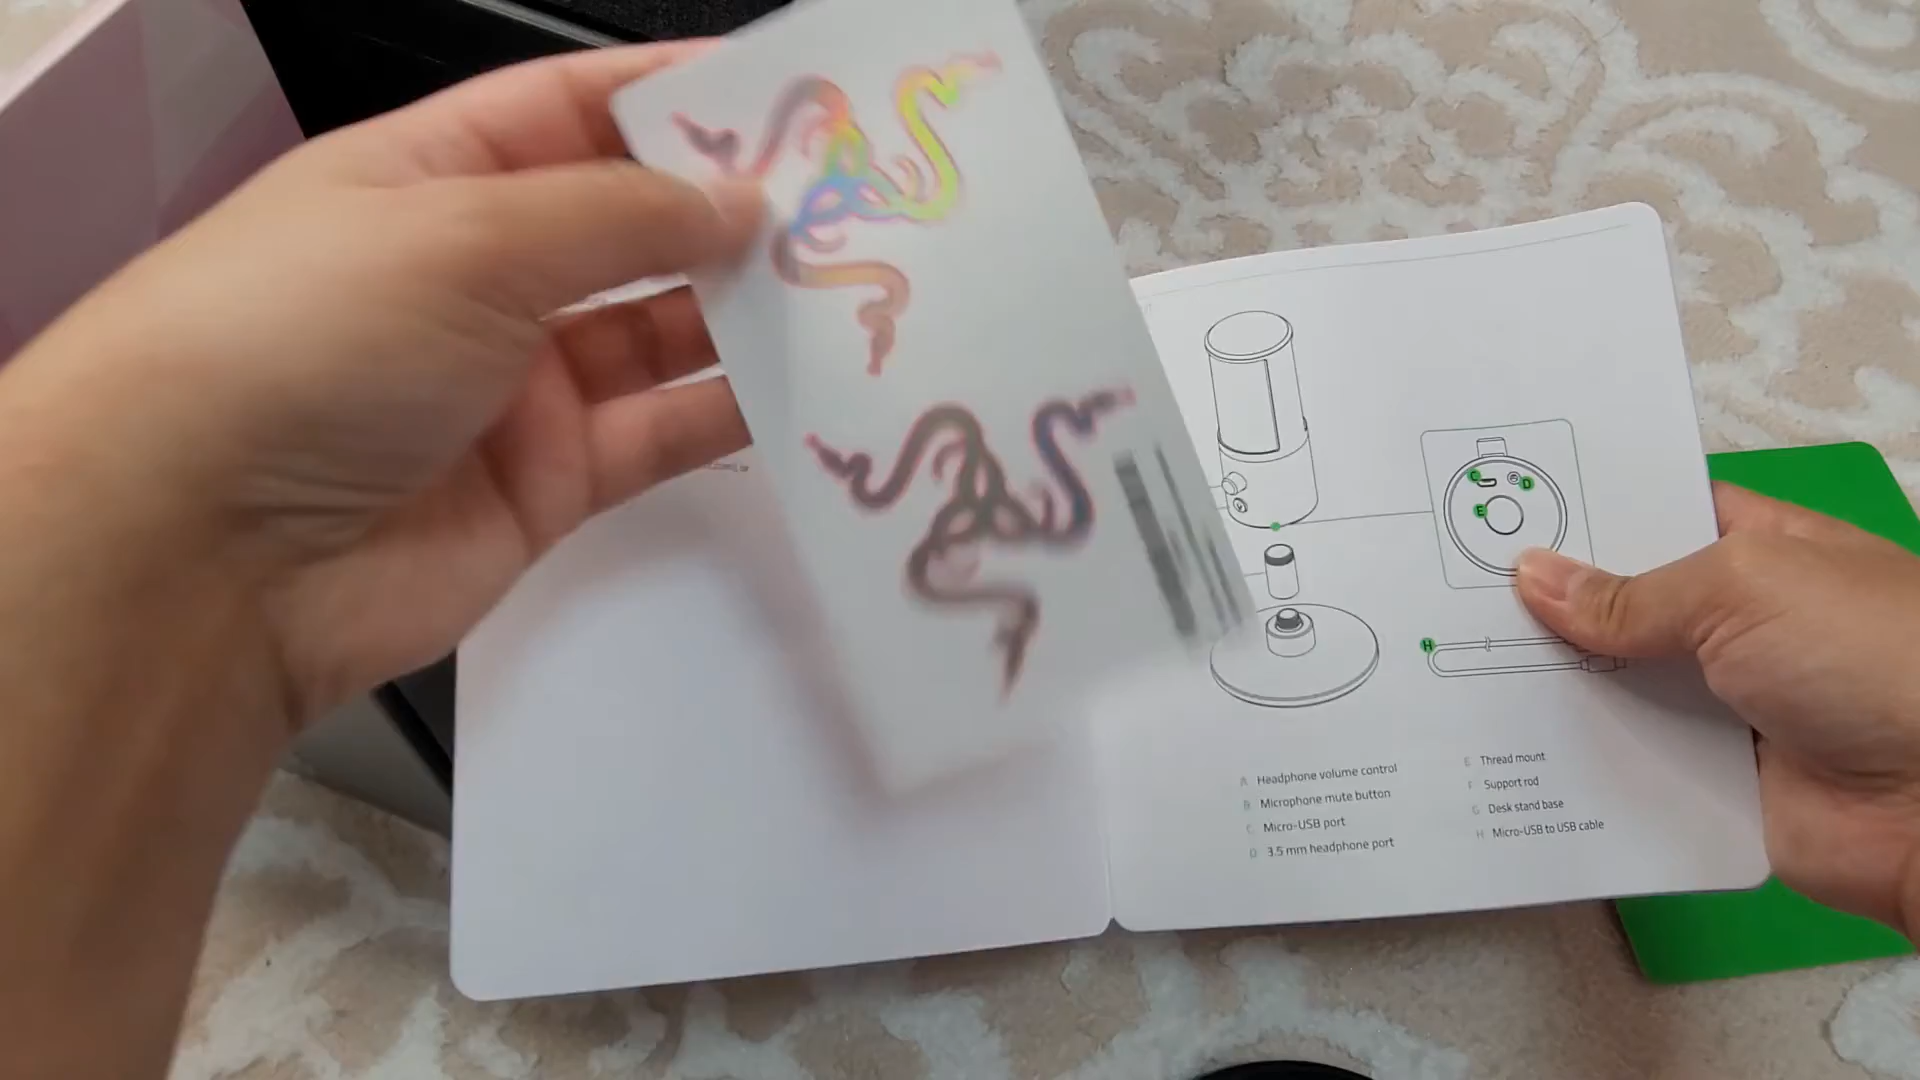 C
D
E
H
A Headphone volume control
B Microphone mute button
C Micro-USB port
D 3.5 mm headphone port
E Thread mount
F Support rod
G Desk stand base
H Micro-USB to USB cable